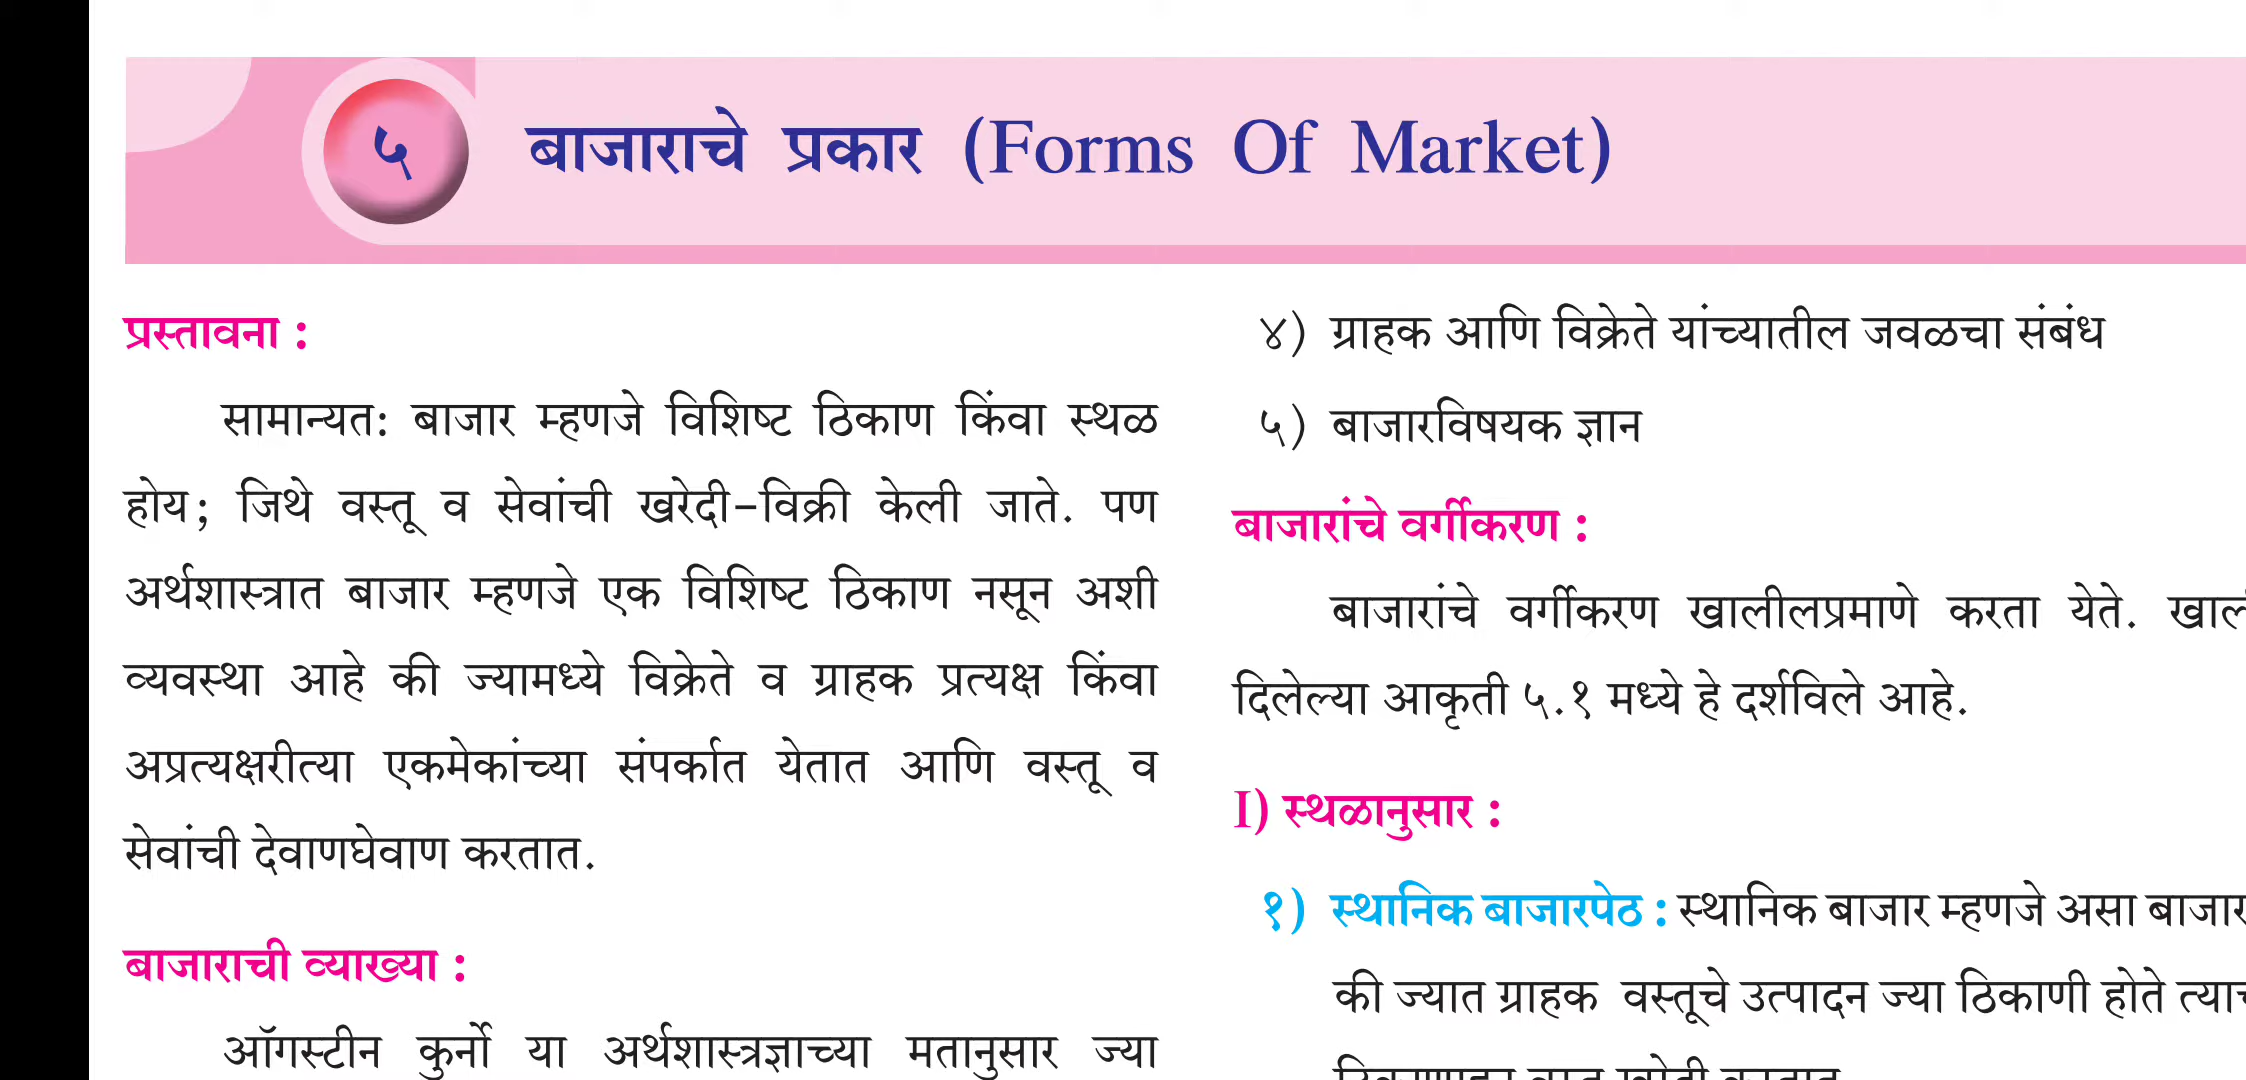 ५ बाजाराचे प्रकार (Forms Of Market)
प्रस्तावना :
सामान्यतः बाजार म्हणजे विशिष्ट ठिकाण किंवा स्थळ
होय; जिथे वस्तू व सेवांची खरेदी-विक्री केली जाते. पण
अर्थशास्त्रात बाजार म्हणजे एक विशिष्ट ठिकाण नसून अशी
व्यवस्था आहे की ज्यामध्ये विक्रेते व ग्राहक प्रत्यक्ष किंवा
अप्रत्यक्षरीत्या एकमेकांच्या संपर्कात येतात आणि वस्तू व
सेवांची देवाणघेवाण करतात.
बाजाराची व्याख्या :
ऑगस्टीन कुर्नो या अर्थशास्त्रज्ञाच्या मतानुसार ज्या
४) ग्राहक आणि विक्रेते यांच्यातील जवळचा संबंध
५) बाजारविषयक ज्ञान
बाजारांचे वर्गीकरण :
बाजारांचे वर्गीकरण खालीलप्रमाणे करता येते.
दिलेल्या आकृती ५.१ मध्ये हे दर्शविले आहे.
I) स्थळानुसार :
१) स्थानिक बाजारपेठ : स्थानिक बाजार म्हणजे असा बाजार
की ज्यात ग्राहक वस्तूचे उत्पादन ज्या ठिकाणी होते